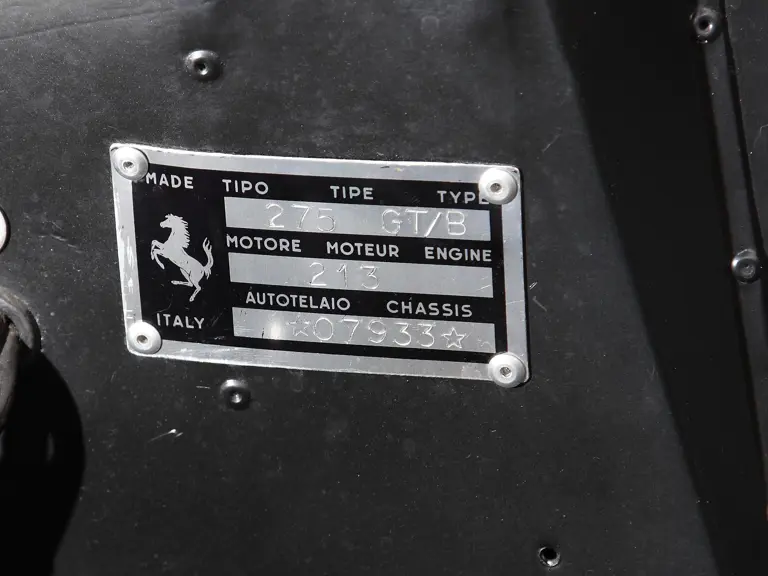 MADE TIPO TIPE TYPE
275 GT/B
MOTORE MOTEUR ENGINE
213
AUTOTELAIO CHASSIS
ITALY ☆07933☆